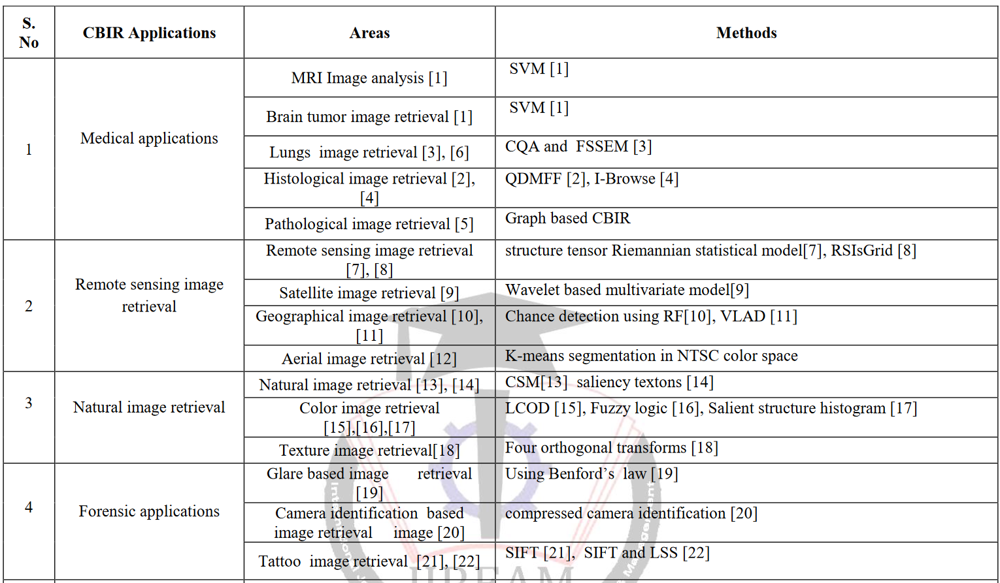 S. No CBIR Applications Areas Methods
1 Medical applications MRI Image analysis [1] SVM [1]
Brain tumor image retrieval [1] SVM [1]
Lungs image retrieval [3], [6] CQA and FSSEM [3]
Histological image retrieval [2], [4] QDMFF [2], I-Browse [4]
Pathological image retrieval [5] Graph based CBIR
2 Remote sensing image retrieval Remote sensing image retrieval [7], [8] structure tensor Riemannian statistical model[7], RSIsGrid [8]
Satellite image retrieval [9] Wavelet based multivariate model[9]
Geographical image retrieval [10], [11] Chance detection using RF[10], VLAD [11]
Aerial image retrieval [12] K-means segmentation in NTSC color space
3 Natural image retrieval Natural image retrieval [13], [14] CSM[13] saliency textons [14]
Color image retrieval [15],[16],[17] LCOD [15], Fuzzy logic [16], Salient structure histogram [17]
Texture image retrieval[18] Four orthogonal transforms [18]
4 Forensic applications Glare based image retrieval [19] Using Benford’s law [19]
Camera identification based image retrieval image [20] compressed camera identification [20]
Tattoo image retrieval [21], [22] SIFT [21], SIFT and LSS [22]